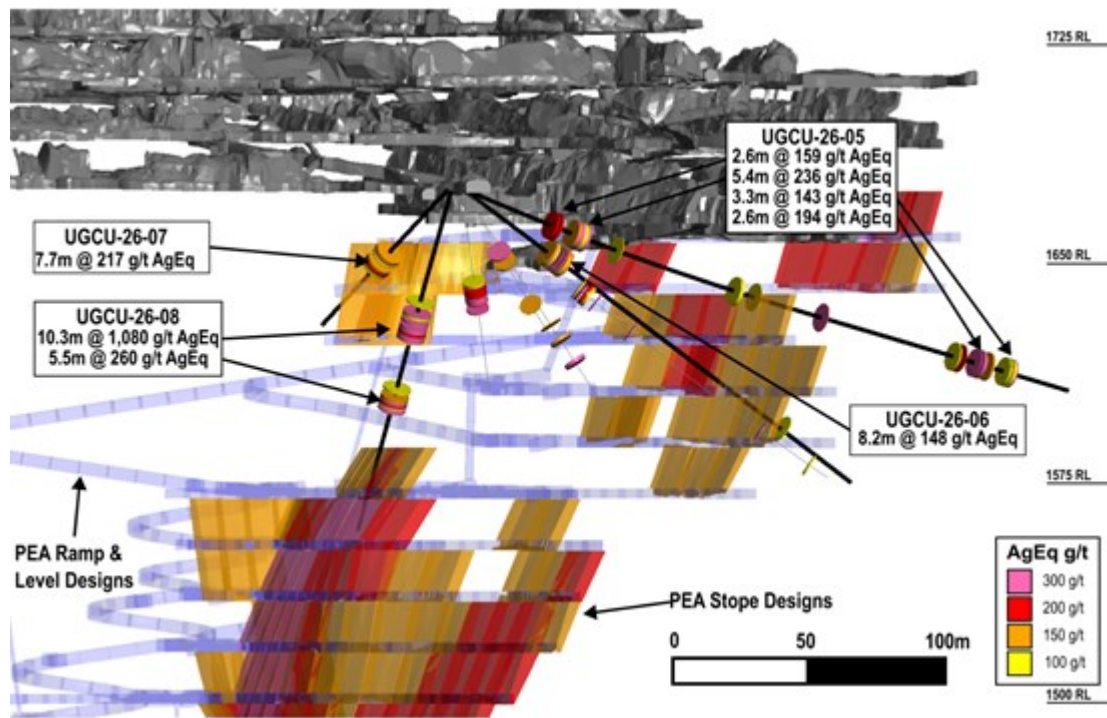 1725 RL
UGCU-26-05
2.6m @ 159 g/t AgEq
5.4m @ 236 g/t AgEq
3.3m @ 143 g/t AgEq
2.6m @ 194 g/t AgEq
UGCU-26-07
7.7m @ 217 g/t AgEq
1650 RL
UGCU-26-08
10.3m @ 1,080 g/t AgEq
5.5m @ 260 g/t AgEq
UGCU-26-06
8.2m @ 148 g/t AgEq
1575 RL
PEA Ramp &
Level Designs
PEA Stope Designs
0 50 100m
AgEq g/t
300 g/t
200 g/t
150 g/t
100 g/t
1500 RL